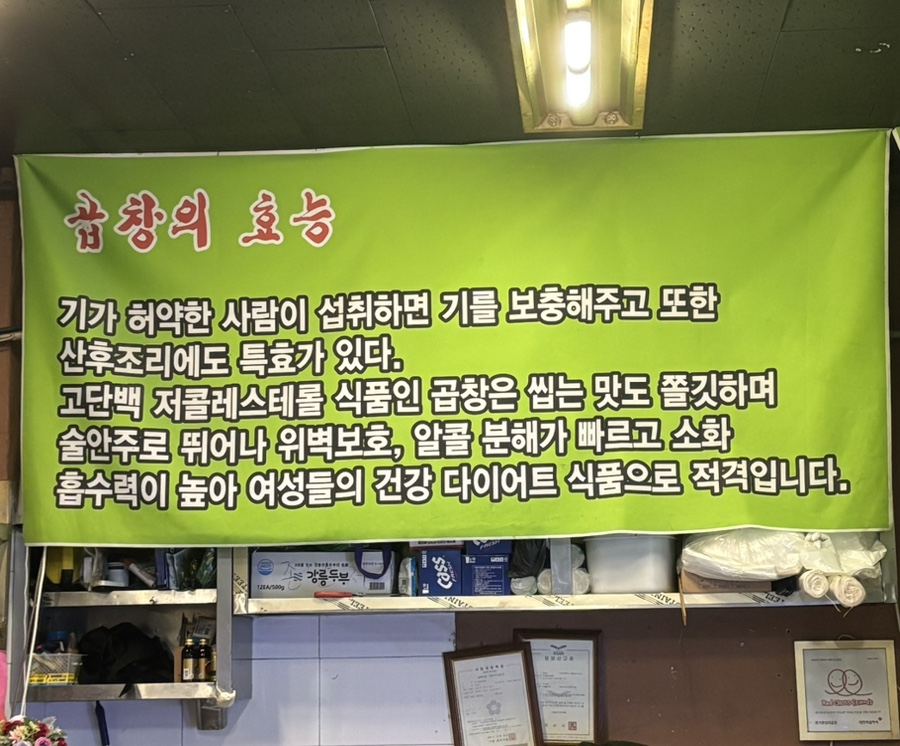 곱창의 효능
기가 허약한 사람이 섭취하면 기를 보충해주고 또한
산후조리에도 특효가 있다.
고단백 저콜레스테롤 식품인 곱창은 씹는 맛도 쫄깃하며
술안주로 뛰어나 위벽보호, 알콜 분해가 빠르고 소화
흡수력이 높아 여성들의 건강 다이어트 식품으로 적격입니다.
강릉두부
12EA/500g
Cass
FRESH